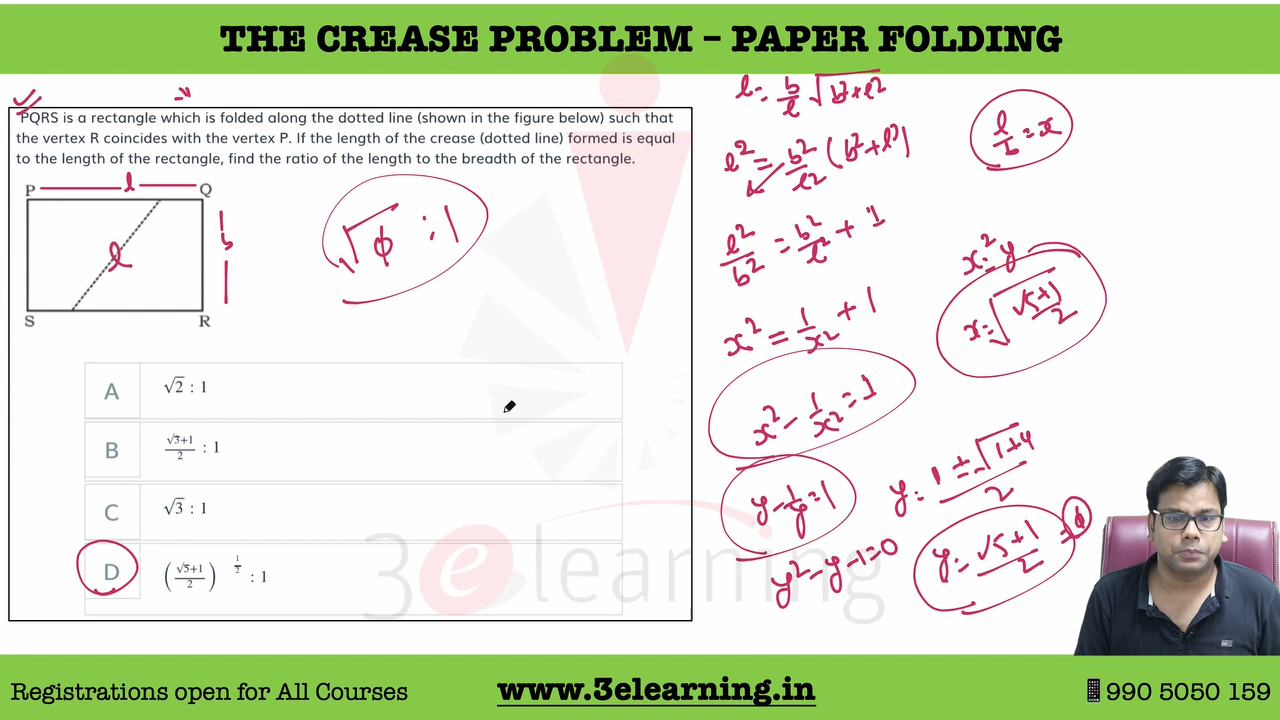 THE CREASE PROBLEM – PAPER FOLDING
PQRS is a rectangle which is folded along the dotted line (shown in the figure below) such that
the vertex R coincides with the vertex P. If the length of the crease (dotted line) formed is equal
to the length of the rectangle, find the ratio of the length to the breadth of the rectangle.
P l Q
l
b
S R
√φ : 1
A √2 : 1
B (√3+1)/2 : 1
C √3 : 1
D ((√5+1)/2)^(1/2) : 1
l = b/l √(b²+l²)
l² = b²/l² (b²+l²)
l²/b² = b²/l² + 1
x² = 1/x² + 1
x² - 1/x² = 1
y - 1/y = 1
y² - y - 1 = 0
l/b = x
x² = y
x = √((√5+1)/2)
y = (1 ± √(1+4))/2
y = (√5+1)/2 = φ
3elearning
Registrations open for All Courses
www.3elearning.in
990 5050 159